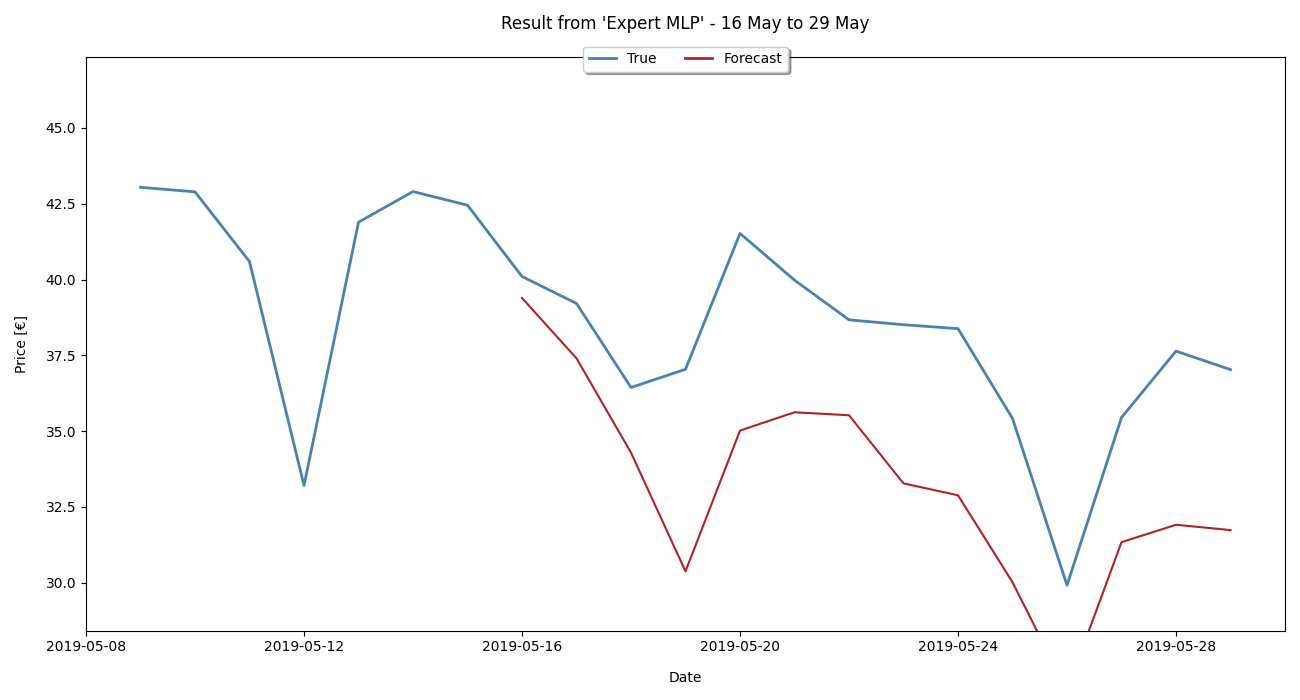 Result from 'Expert MLP' - 16 May to 29 May
True
Forecast
45.0
42.5
40.0
37.5
35.0
32.5
30.0
Price [€]
2019-05-08
2019-05-12
2019-05-16
2019-05-20
2019-05-24
2019-05-28
Date